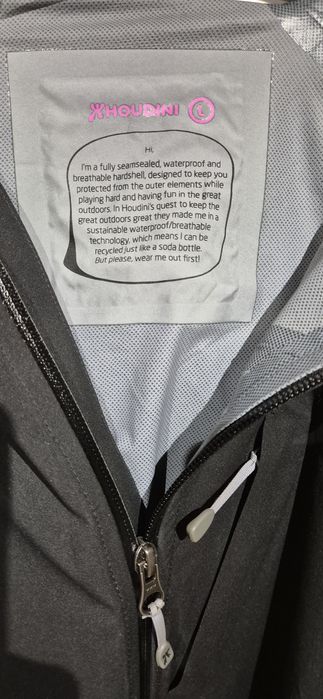 HOUDINI L
Hi,
I'm a fully seamsealed, waterproof and
breathable hardshell, designed to keep you
protected from the outer elements while
playing hard and having fun in the great
outdoors. In Houdini's quest to keep the
great outdoors great they made me in a
sustainable waterproof/breathable
technology, which means I can be
recycled just like a soda bottle.
But please, wear me out first!